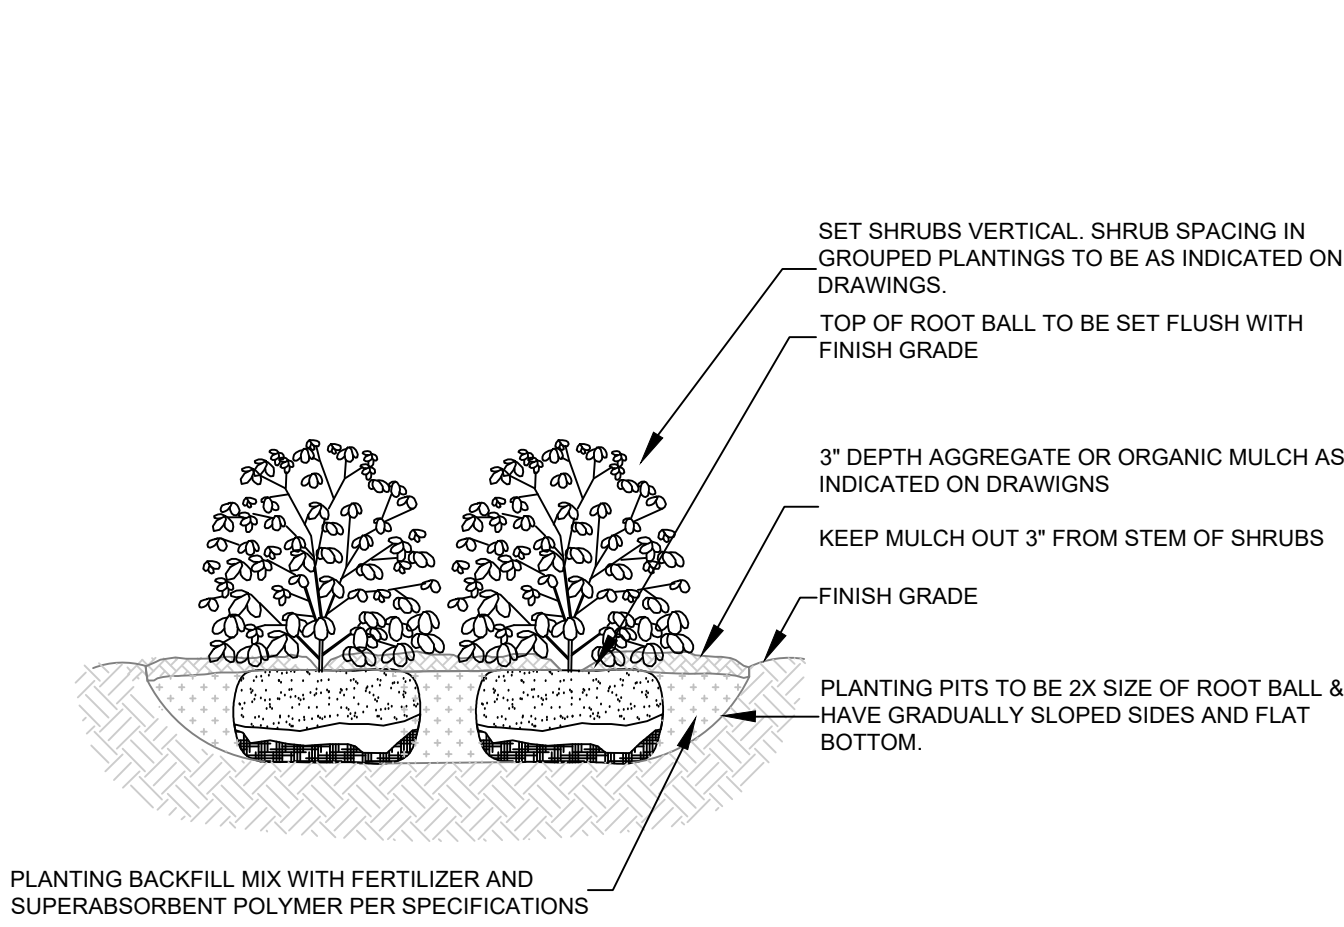 SET SHRUBS VERTICAL. SHRUB SPACING IN
GROUPED PLANTINGS TO BE AS INDICATED ON
DRAWINGS.
TOP OF ROOT BALL TO BE SET FLUSH WITH
FINISH GRADE
3" DEPTH AGGREGATE OR ORGANIC MULCH AS
INDICATED ON DRAWIGNS
KEEP MULCH OUT 3" FROM STEM OF SHRUBS
FINISH GRADE
PLANTING PITS TO BE 2X SIZE OF ROOT BALL &
HAVE GRADUALLY SLOPED SIDES AND FLAT
BOTTOM.
PLANTING BACKFILL MIX WITH FERTILIZER AND
SUPERABSORBENT POLYMER PER SPECIFICATIONS